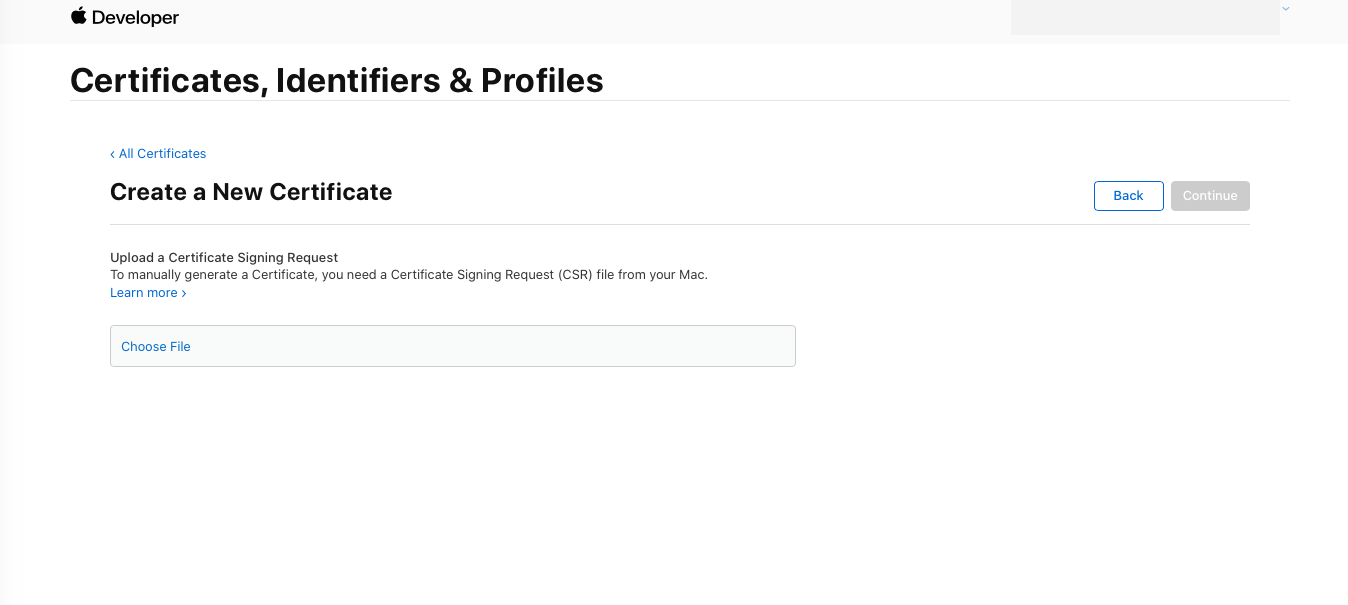 Developer
Certificates, Identifiers & Profiles
‹ All Certificates
Create a New Certificate
Back
Continue
Upload a Certificate Signing Request
To manually generate a Certificate, you need a Certificate Signing Request (CSR) file from your Mac.
Learn more ›
Choose File